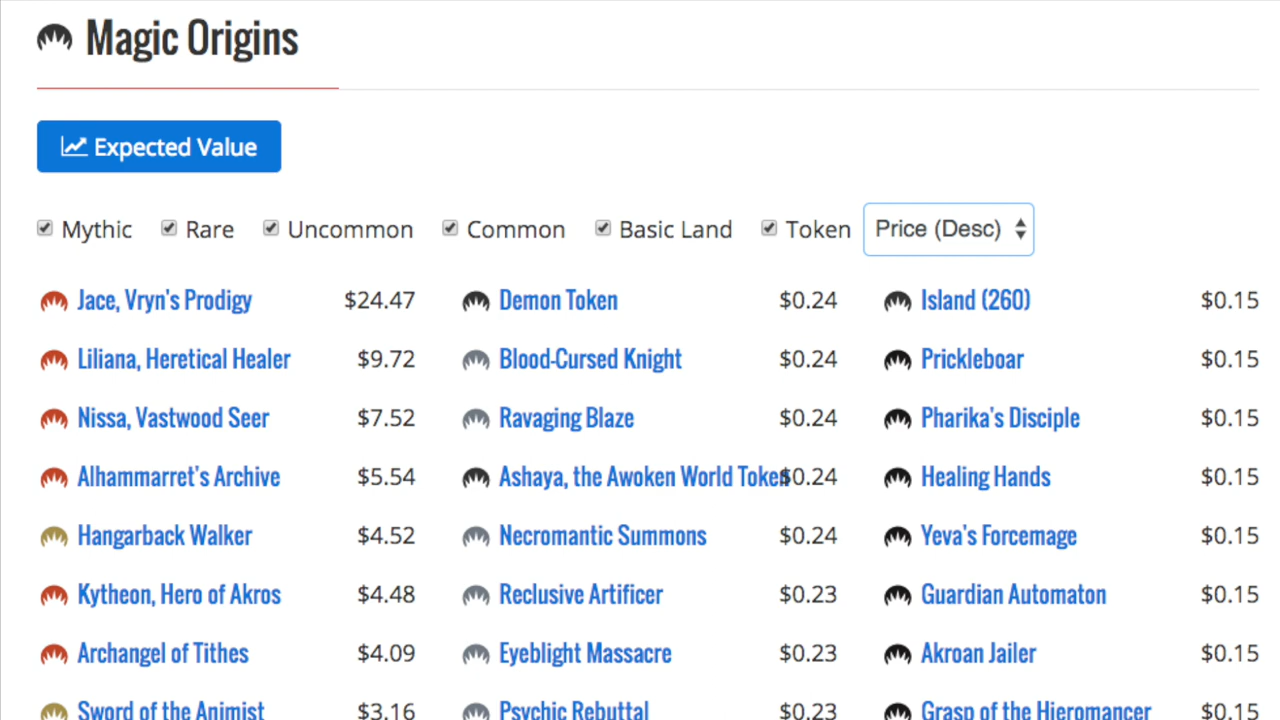 Magic Origins
Expected Value
Mythic Rare Uncommon Common Basic Land Token Price (Desc)
Jace, Vryn's Prodigy $24.47 Demon Token $0.24 Island (260) $0.15
Liliana, Heretical Healer $9.72 Blood-Cursed Knight $0.24 Prickleboar $0.15
Nissa, Vastwood Seer $7.52 Ravaging Blaze $0.24 Pharika's Disciple $0.15
Alhammarret's Archive $5.54 Ashaya, the Awoken World Token $0.24 Healing Hands $0.15
Hangarback Walker $4.52 Necromantic Summons $0.24 Yeva's Forcemage $0.15
Kytheon, Hero of Akros $4.48 Reclusive Artificer $0.23 Guardian Automaton $0.15
Archangel of Tithes $4.09 Eyeblight Massacre $0.23 Akroan Jailer $0.15
Sword of the Animist $3.16 Psychic Rebuttal $0.23 Grasp of the Hieromancer $0.15